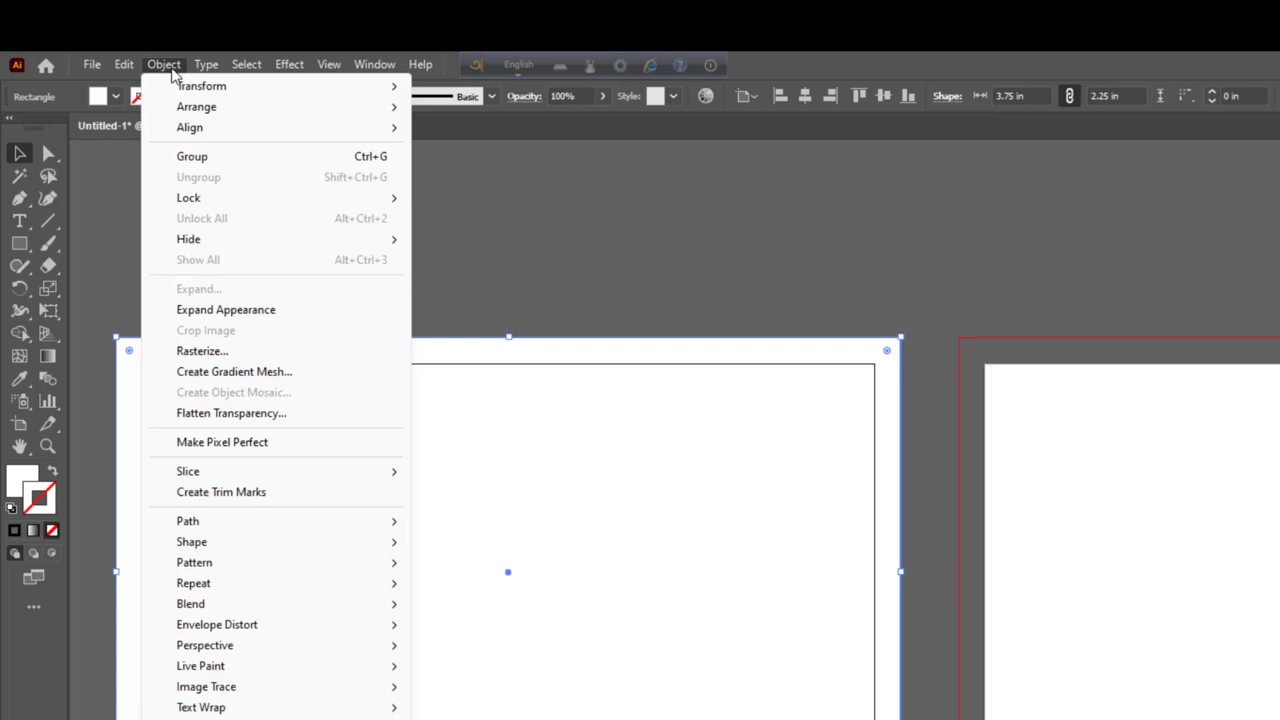 Ai File Edit Object Type Select Effect View Window Help English
Rectangle Basic Opacity: 100% Style: Shape: 3.75 in 2.25 in 0 in
Untitled-1* @
Transform
Arrange
Align
Group Ctrl+G
Ungroup Shift+Ctrl+G
Lock
Unlock All Alt+Ctrl+2
Hide
Show All Alt+Ctrl+3
Expand...
Expand Appearance
Crop Image
Rasterize...
Create Gradient Mesh...
Create Object Mosaic...
Flatten Transparency...
Make Pixel Perfect
Slice
Create Trim Marks
Path
Shape
Pattern
Repeat
Blend
Envelope Distort
Perspective
Live Paint
Image Trace
Text Wrap